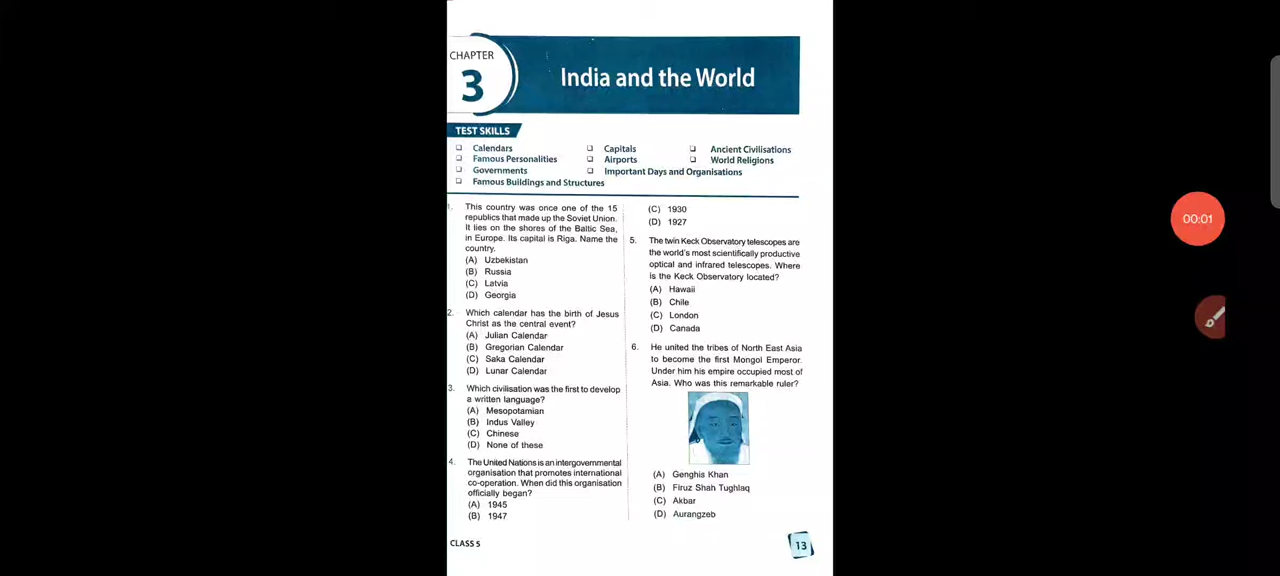 CHAPTER
3
India and the World
TEST SKILLS
Calendars
Capitals
Ancient Civilisations
Famous Personalities
Airports
World Religions
Governments
Important Days and Organisations
Famous Buildings and Structures
1. This country was once one of the 15
republics that made up the Soviet Union.
It lies on the shores of the Baltic Sea,
in Europe. Its capital is Riga. Name the
country.
(A) Uzbekistan
(B) Russia
(C) Latvia
(D) Georgia
2. Which calendar has the birth of Jesus
Christ as the central event?
(A) Julian Calendar
(B) Gregorian Calendar
(C) Saka Calendar
(D) Lunar Calendar
3. Which civilisation was the first to develop
a written language?
(A) Mesopotamian
(B) Indus Valley
(C) Chinese
(D) None of these
4. The United Nations is an intergovernmental
organisation that promotes international
co-operation. When did this organisation
officially began?
(A) 1945
(B) 1947
(C) 1930
(D) 1927
5. The twin Keck Observatory telescopes are
the world's most scientifically productive
optical and infrared telescopes. Where
is the Keck Observatory located?
(A) Hawaii
(B) Chile
(C) London
(D) Canada
6. He united the tribes of North East Asia
to become the first Mongol Emperor.
Under him his empire occupied most of
Asia. Who was this remarkable ruler?
(A) Genghis Khan
(B) Firuz Shah Tughlaq
(C) Akbar
(D) Aurangzeb
CLASS 5
13
00:01